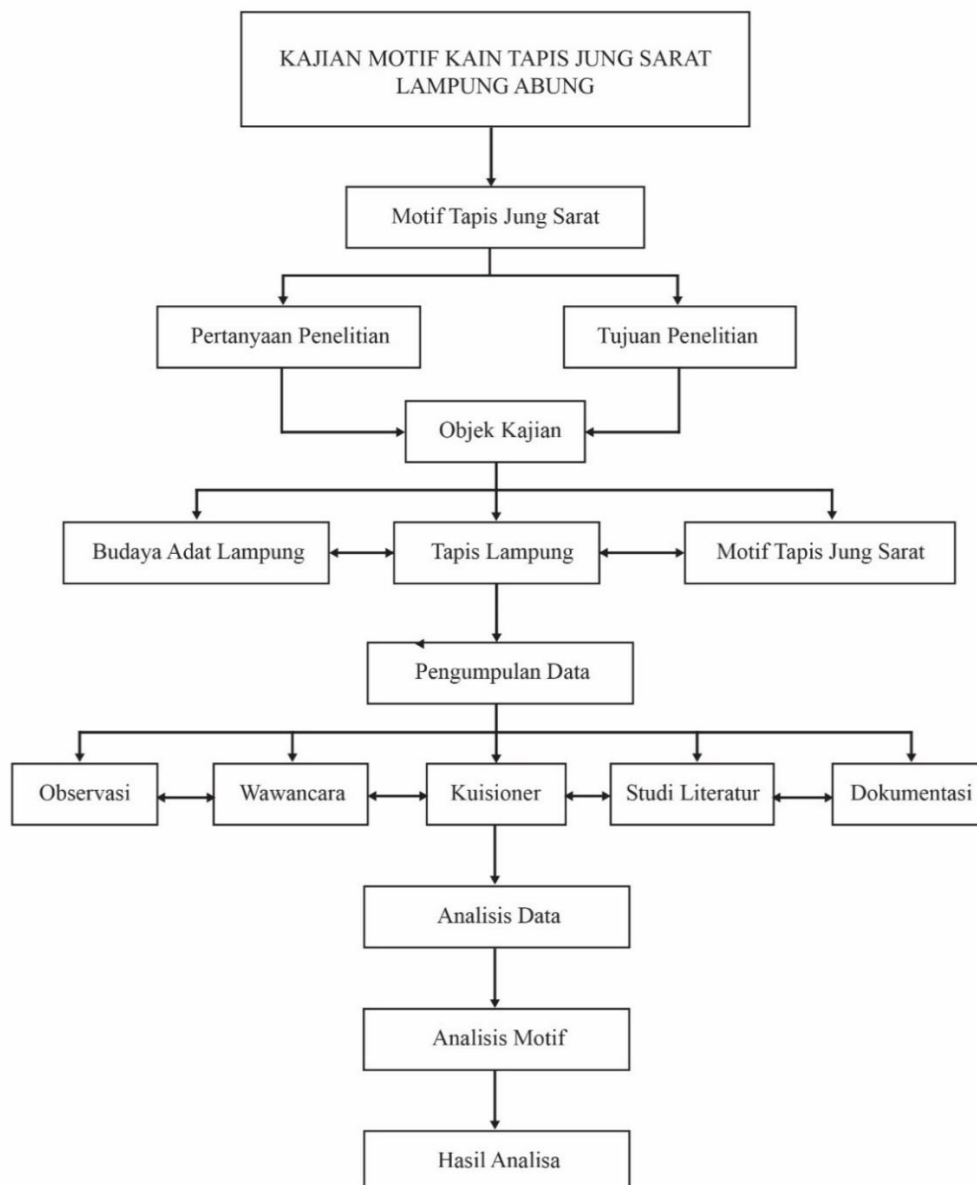 KAJIAN MOTIF KAIN TAPIS JUNG SARAT
LAMPUNG ABUNG
Motif Tapis Jung Sarat
Pertanyaan Penelitian
Tujuan Penelitian
Objek Kajian
Budaya Adat Lampung
Tapis Lampung
Motif Tapis Jung Sarat
Pengumpulan Data
Observasi
Wawancara
Kuisioner
Studi Literatur
Dokumentasi
Analisis Data
Analisis Motif
Hasil Analisa